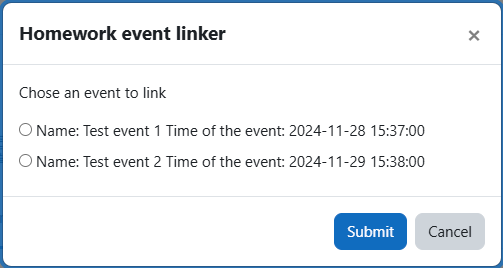 Homework event linker
×
Chose an event to link
Name: Test event 1 Time of the event: 2024-11-28 15:37:00
Name: Test event 2 Time of the event: 2024-11-29 15:38:00
Submit Cancel